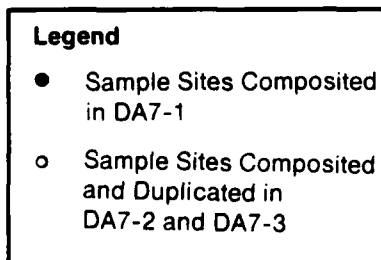 Legend
● Sample Sites Composited
in DA7-1
○ Sample Sites Composited
and Duplicated in
DA7-2 and DA7-3